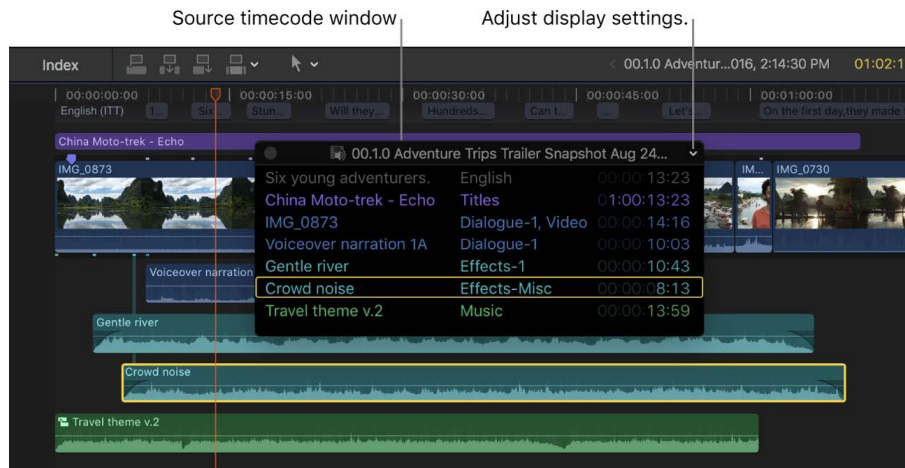 Source timecode window
Adjust display settings.
Index
00.1.0 Adventur...016, 2:14:30 PM
01:02:1
00:00:00:00
00:00:15:00
00:00:30:00
00:00:45:00
00:01:00:00
English (ITT)
1...
Six...
Stun...
Will they...
Hundreds...
Can t...
...
Let's...
On the first day, they made
China Moto-trek - Echo
00.1.0 Adventure Trips Trailer Snapshot Aug 24...
IMG_0873
IM...
IMG_0730
Six young adventurers. English 00:00:13:23
China Moto-trek - Echo Titles 01:00:13:23
IMG_0873 Dialogue-1, Video 00:00:14:16
Voiceover narration 1A Dialogue-1 00:00:10:03
Gentle river Effects-1 00:00:10:43
Crowd noise Effects-Misc 00:00:08:13
Travel theme v.2 Music 00:00:13:59
Voiceover narration
Gentle river
Crowd noise
Travel theme v.2